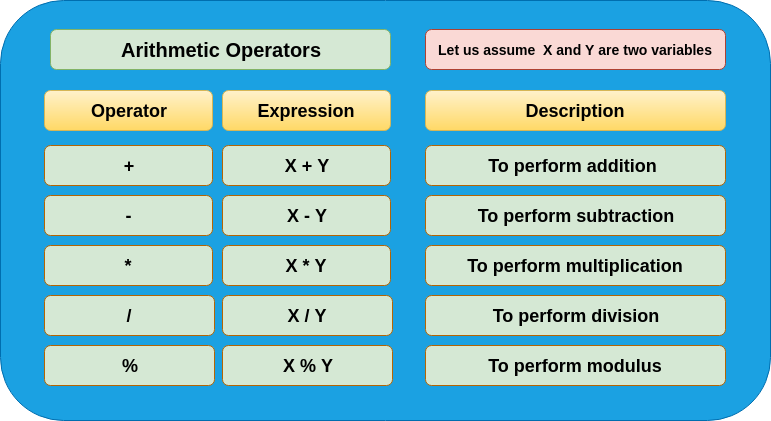 Arithmetic Operators
Let us assume  X and Y are two variables
Operator Expression Description
+ X + Y To perform addition
- X - Y To perform subtraction
* X * Y To perform multiplication
/ X / Y To perform division
% X % Y To perform modulus